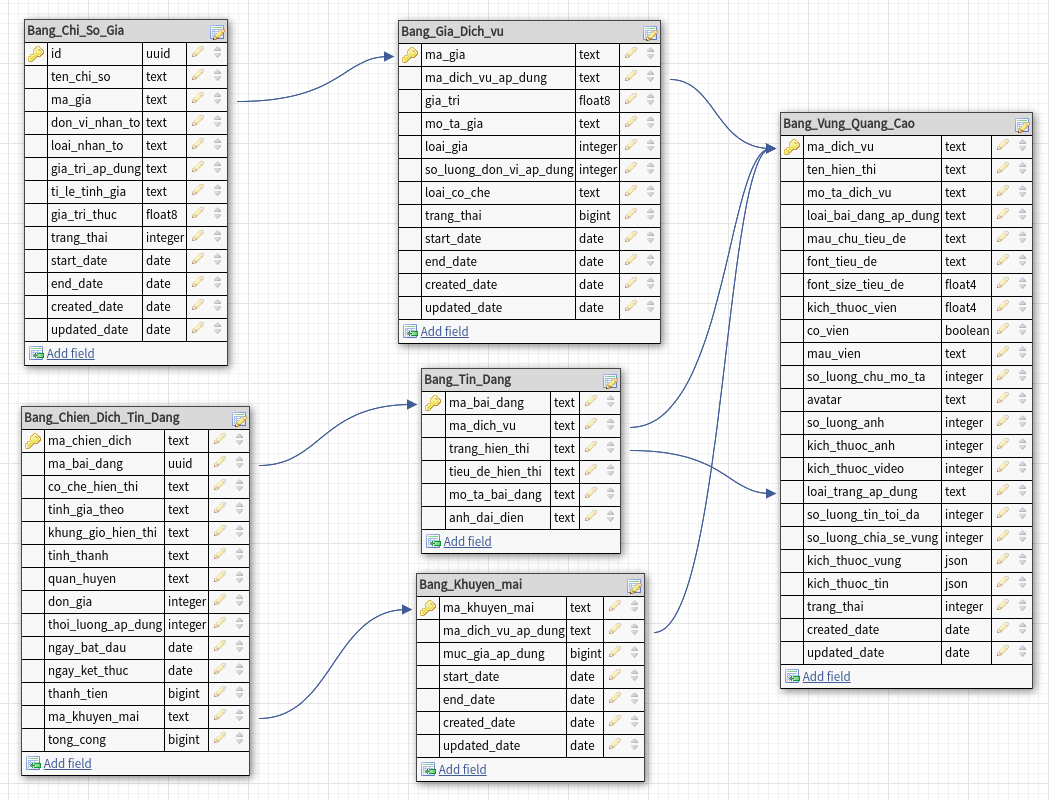 Bang_Chi_So_Gia
id uuid
ten_chi_so text
ma_gia text
don_vi_nhan_to text
loai_nhan_to text
gia_tri_ap_dung text
ti_le_tinh_gia text
gia_tri_thuc float8
trang_thai integer
start_date date
end_date date
created_date date
updated_date date
Add field
Bang_Gia_Dich_vu
ma_gia text
ma_dich_vu_ap_dung text
gia_tri float8
mo_ta_gia text
loai_gia integer
so_luong_don_vi_ap_dung integer
loai_co_che text
trang_thai bigint
start_date date
end_date date
created_date date
updated_date date
Add field
Bang_Vung_Quang_Cao
ma_dich_vu text
ten_hien_thi text
mo_ta_dich_vu text
loai_bai_dang_ap_dung text
mau_chu_tieu_de text
font_tieu_de text
font_size_tieu_de float4
kich_thuoc_vien float4
co_vien boolean
mau_vien text
so_luong_chu_mo_ta integer
avatar text
so_luong_anh integer
kich_thuoc_anh integer
kich_thuoc_video integer
loai_trang_ap_dung text
so_luong_tin_toi_da integer
so_luong_chia_se_vung integer
kich_thuoc_vung json
kich_thuoc_tin json
trang_thai integer
created_date date
updated_date date
Add field
Bang_Tin_Dang
ma_bai_dang text
ma_dich_vu text
trang_hien_thi text
tieu_de_hien_thi text
mo_ta_bai_dang text
anh_dai_dien text
Add field
Bang_Chien_Dich_Tin_Dang
ma_chien_dich text
ma_bai_dang uuid
co_che_hien_thi text
tinh_gia_theo text
khung_gio_hien_thi text
tinh_thanh text
quan_huyen text
don_gia integer
thoi_luong_ap_dung integer
ngay_bat_dau date
ngay_ket_thuc date
thanh_tien bigint
ma_khuyen_mai text
tong_cong bigint
Add field
Bang_Khuyen_mai
ma_khuyen_mai text
ma_dich_vu_ap_dung text
muc_gia_ap_dung bigint
start_date date
end_date date
created_date date
updated_date date
Add field